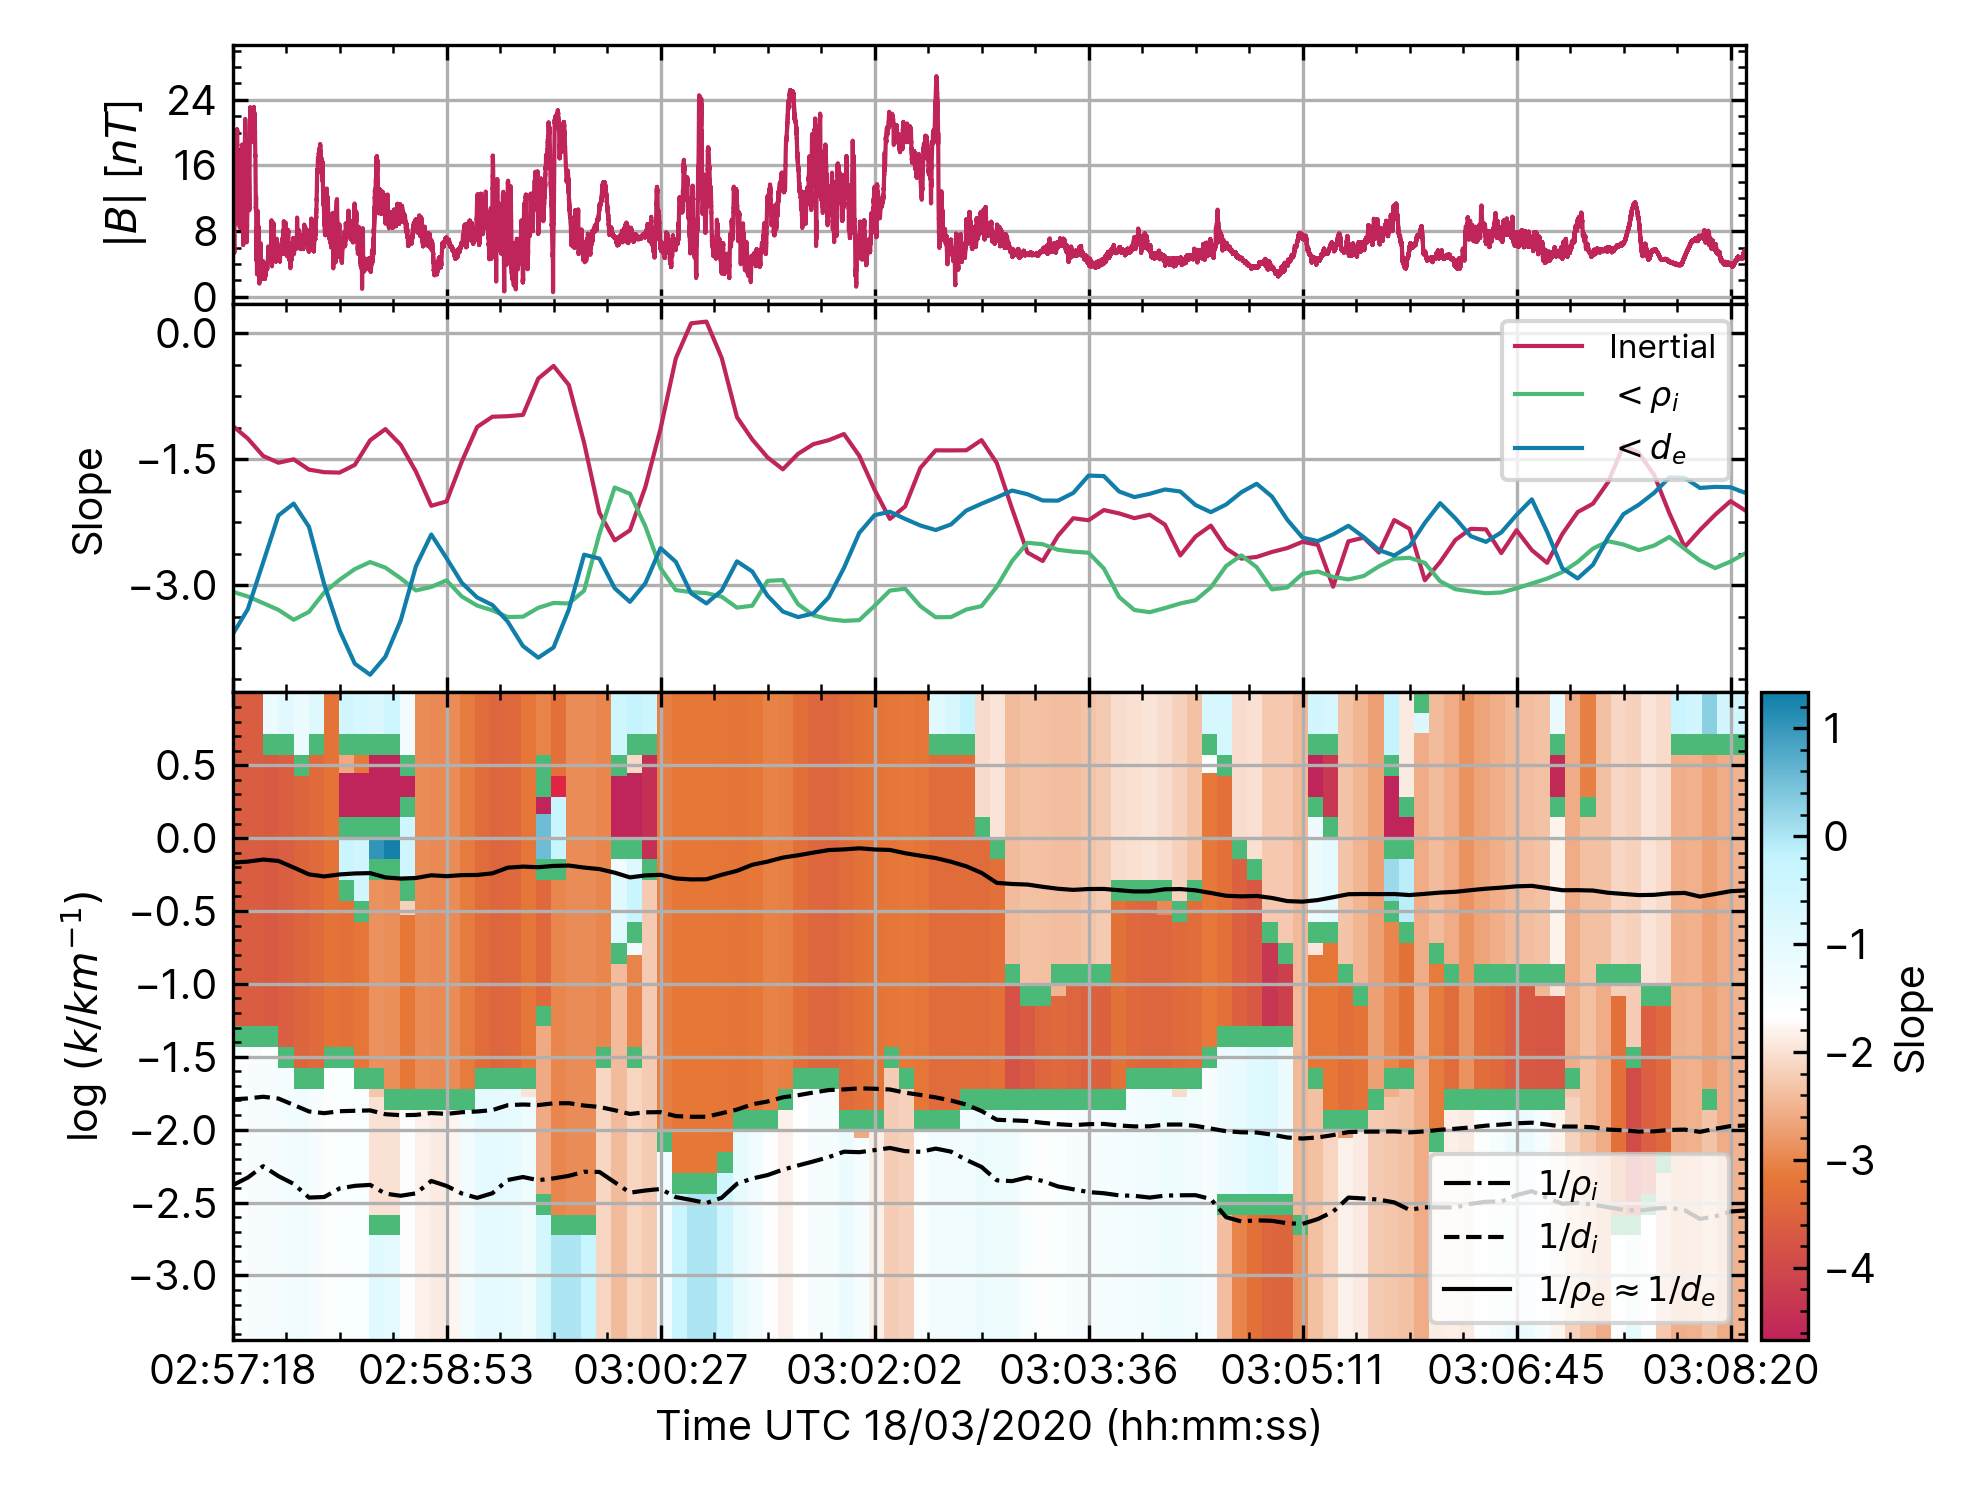 |B| [nT]
24
16
8
0
Slope
0.0
−1.5
−3.0
Inertial
< ρᵢ
< dₑ
log (k/km⁻¹)
0.5
0.0
−0.5
−1.0
−1.5
−2.0
−2.5
−3.0
1/ρᵢ
1/dᵢ
1/ρₑ ≈ 1/dₑ
1
0
−1
−2
−3
−4
Slope
02:57:18 02:58:53 03:00:27 03:02:02 03:03:36 03:05:11 03:06:45 03:08:20
Time UTC 18/03/2020 (hh:mm:ss)